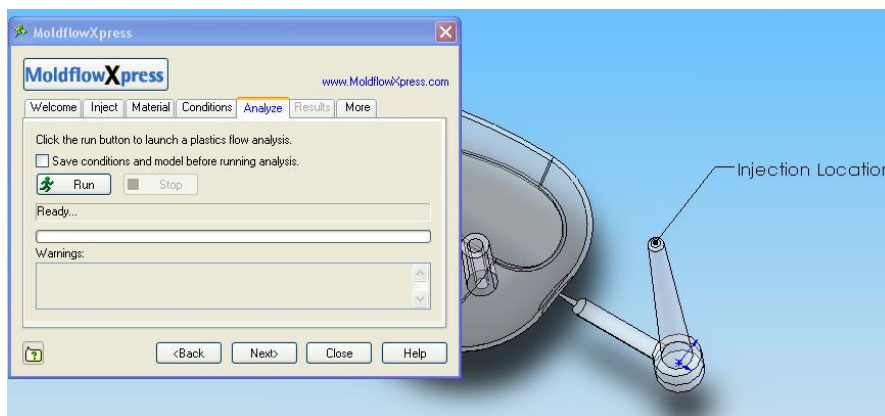 MoldflowXpress
MoldflowXpress
www.MoldflowXpress.com
Welcome Inject Material Conditions Analyze Results More
Click the run button to launch a plastics flow analysis.
Save conditions and model before running analysis.
Run Stop
Ready...
Warnings:
<Back Next> Close Help
Injection Location